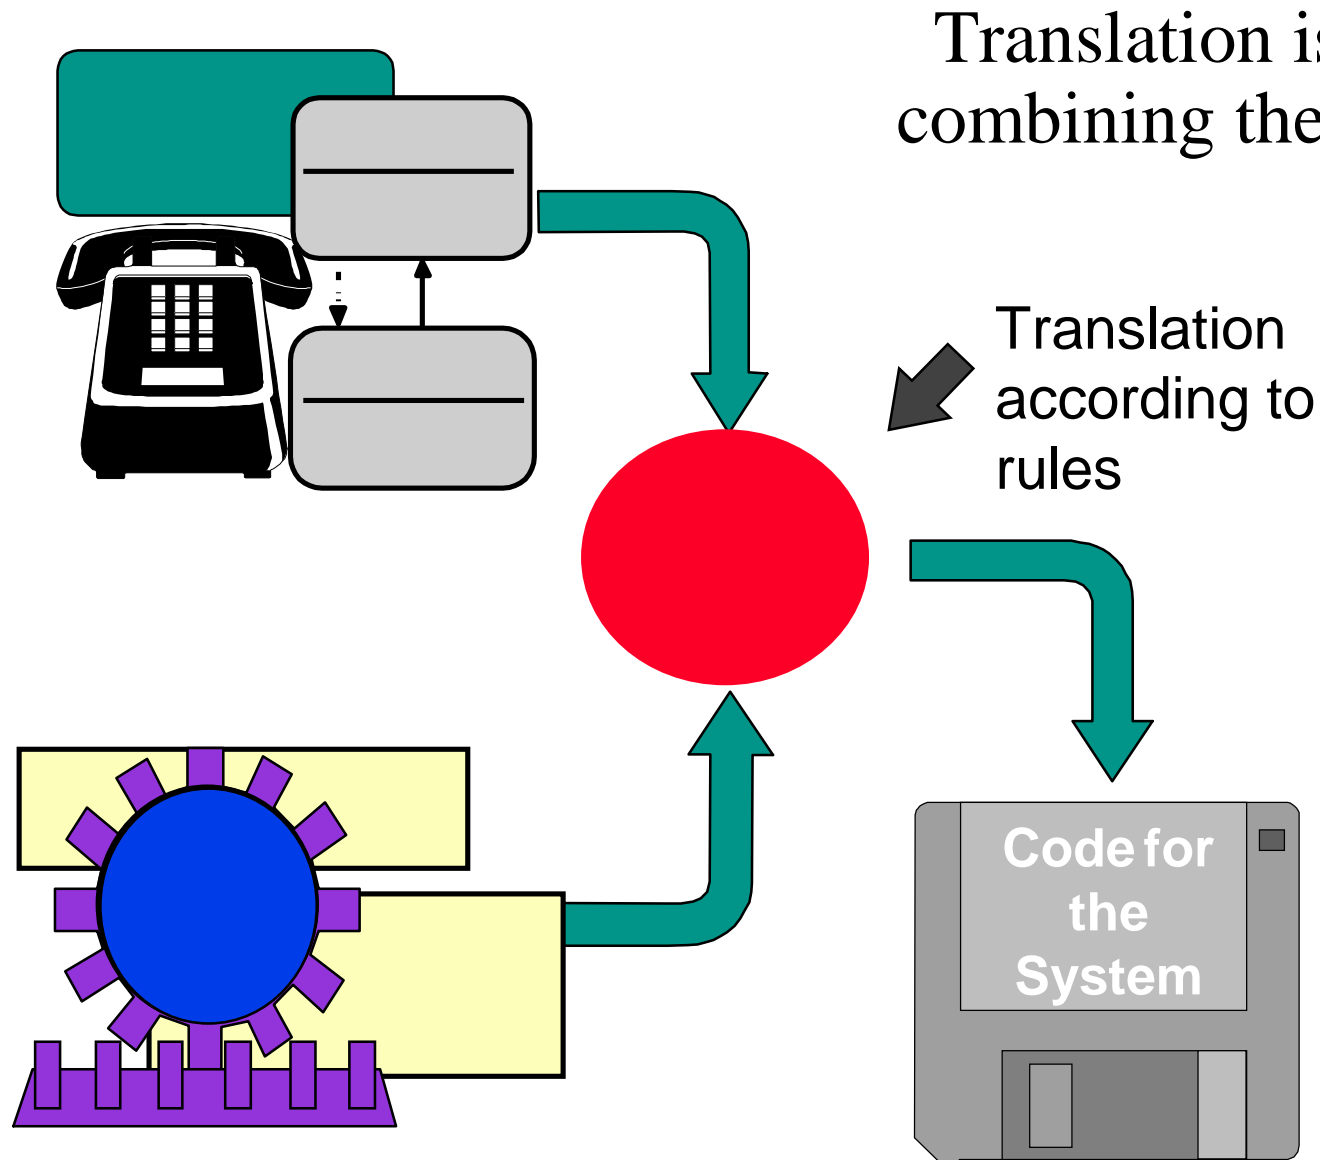 Translation is
combining the
Translation
according to
rules
Code for
the
System